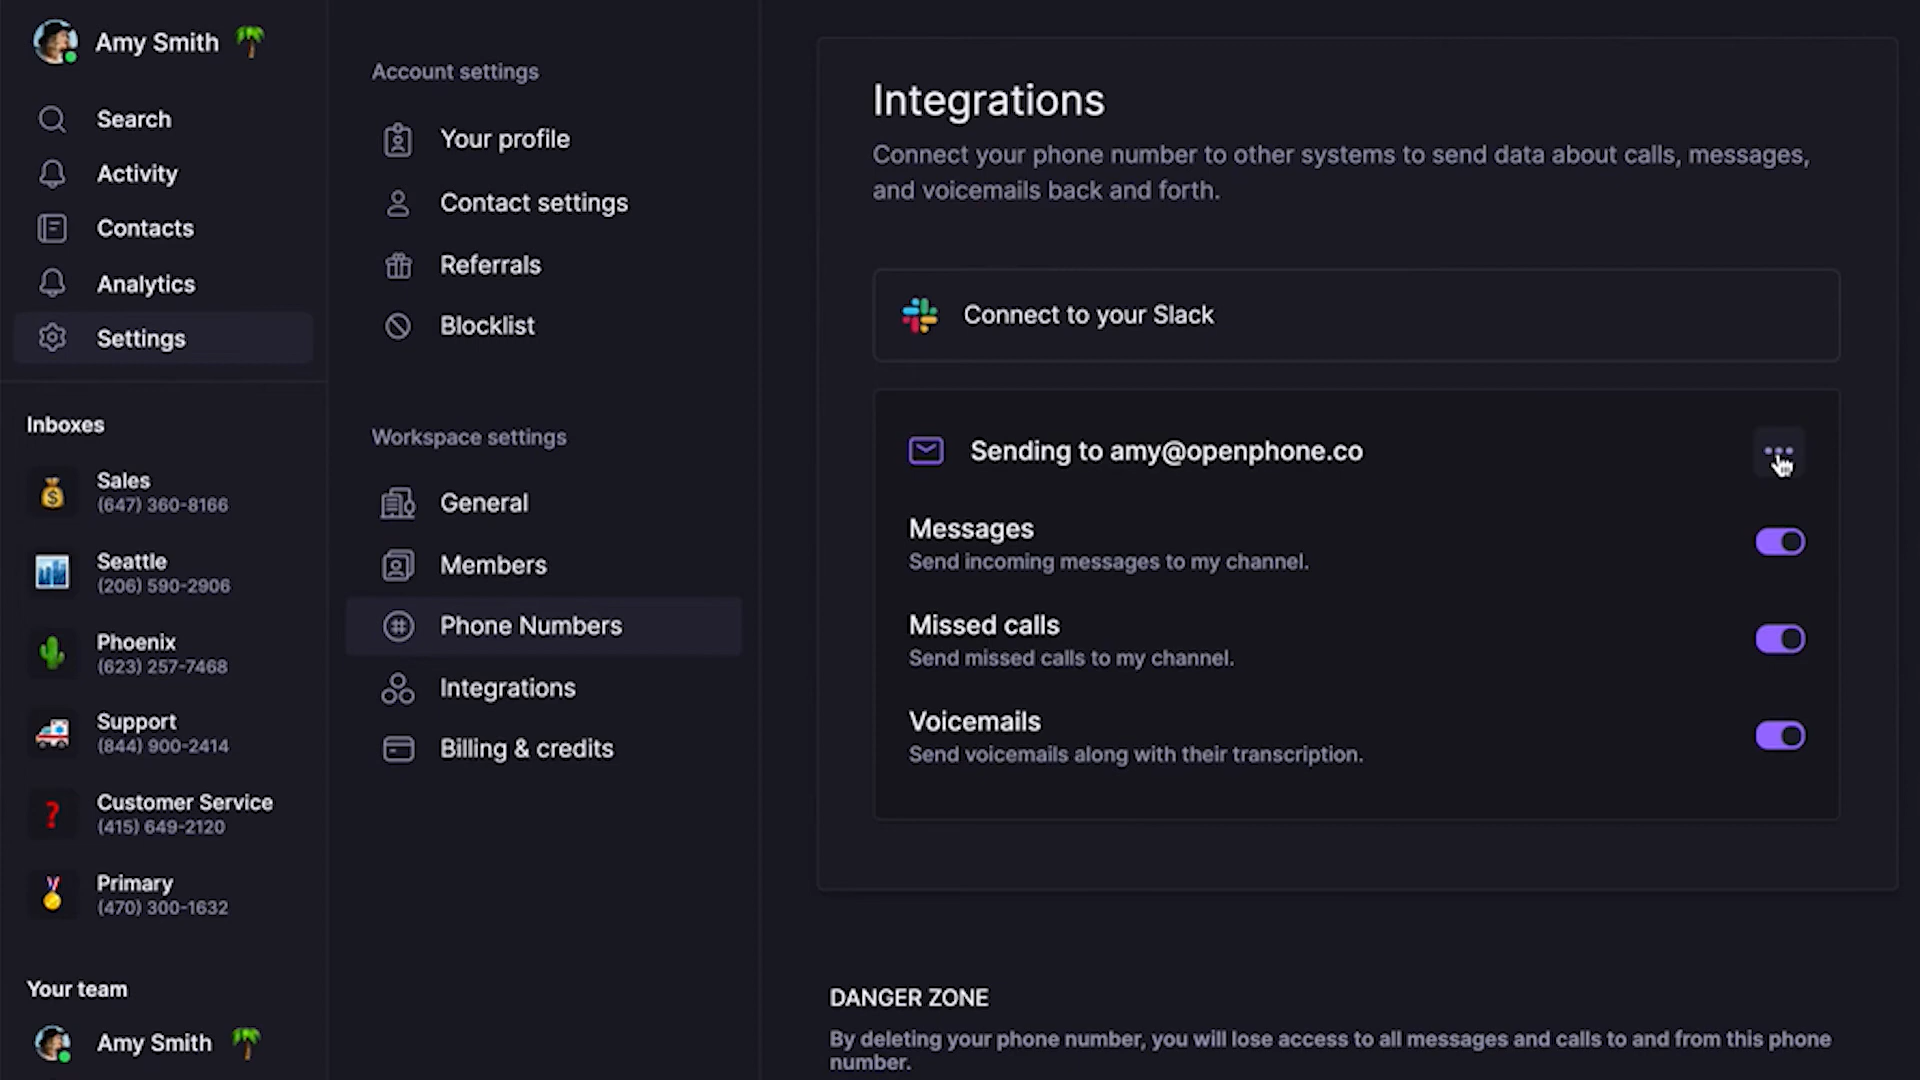 Amy Smith
Search
Activity
Contacts
Analytics
Settings
Inboxes
Sales
(647) 360-8166
Seattle
(206) 590-2906
Phoenix
(623) 257-7468
Support
(844) 900-2414
Customer Service
(415) 649-2120
Primary
(470) 300-1632
Your team
Amy Smith
Account settings
Your profile
Contact settings
Referrals
Blocklist
Workspace settings
General
Members
Phone Numbers
Integrations
Billing & credits
Integrations
Connect your phone number to other systems to send data about calls, messages,
and voicemails back and forth.
Connect to your Slack
Sending to amy@openphone.co
Messages
Send incoming messages to my channel.
Missed calls
Send missed calls to my channel.
Voicemails
Send voicemails along with their transcription.
DANGER ZONE
By deleting your phone number, you will lose access to all messages and calls to and from this phone
number.